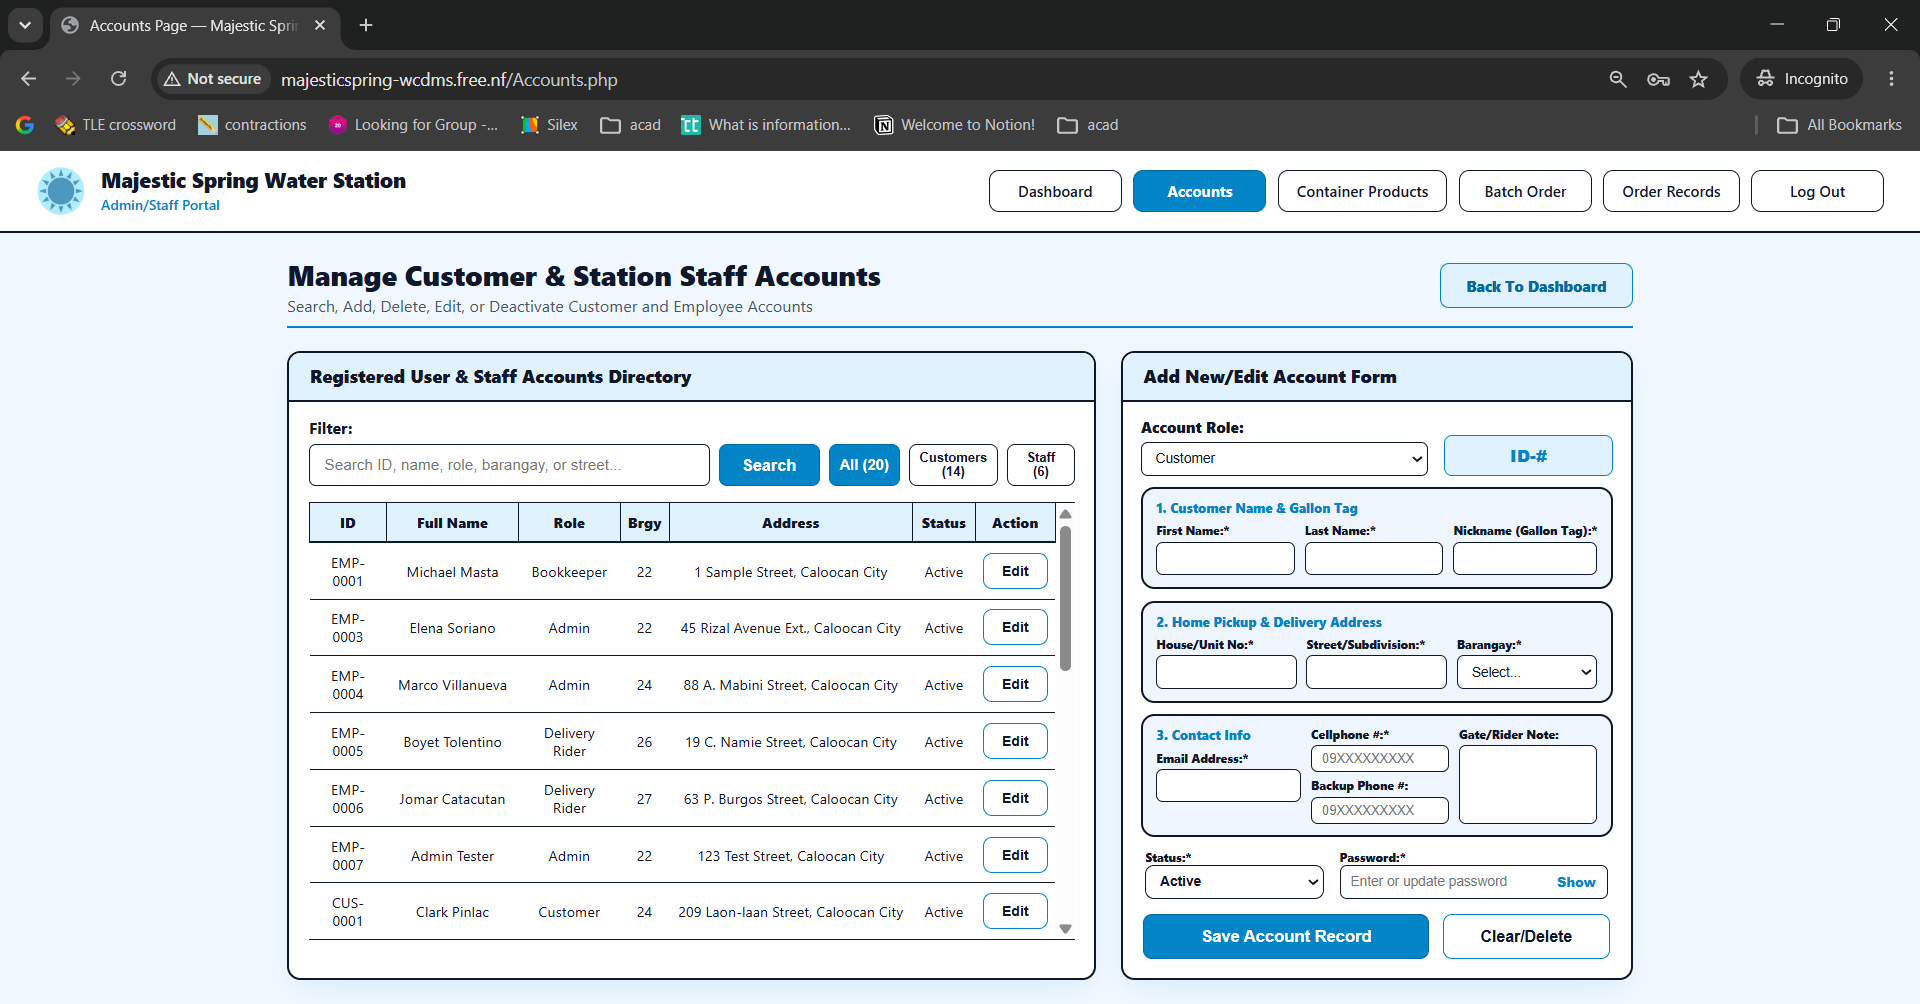 Accounts Page — Majestic Spri
Not secure
majesticspring-wcdms.free.nf/Accounts.php
Incognito
TLE crossword
contractions
Looking for Group -...
Silex
acad
What is information...
Welcome to Notion!
acad
All Bookmarks
Majestic Spring Water Station
Admin/Staff Portal
Dashboard
Accounts
Container Products
Batch Order
Order Records
Log Out
Manage Customer & Station Staff Accounts
Search, Add, Delete, Edit, or Deactivate Customer and Employee Accounts
Back To Dashboard
Registered User & Staff Accounts Directory
Filter:
Search ID, name, role, barangay, or street...
Search
All (20)
Customers
(14)
Staff
(6)
ID Full Name Role Brgy Address Status Action
EMP-
0001 Michael Masta Bookkeeper 22 1 Sample Street, Caloocan City Active Edit
EMP-
0003 Elena Soriano Admin 22 45 Rizal Avenue Ext., Caloocan City Active Edit
EMP-
0004 Marco Villanueva Admin 24 88 A. Mabini Street, Caloocan City Active Edit
EMP-
0005 Boyet Tolentino Delivery
Rider 26 19 C. Namie Street, Caloocan City Active Edit
EMP-
0006 Jomar Catacutan Delivery
Rider 27 63 P. Burgos Street, Caloocan City Active Edit
EMP-
0007 Admin Tester Admin 22 123 Test Street, Caloocan City Active Edit
CUS-
0001 Clark Pinlac Customer 24 209 Laon-laan Street, Caloocan City Active Edit
Add New/Edit Account Form
Account Role:
Customer
ID-#
1. Customer Name & Gallon Tag
First Name:* Last Name:* Nickname (Gallon Tag):*
2. Home Pickup & Delivery Address
House/Unit No:* Street/Subdivision:* Barangay:*
Select...
3. Contact Info
Email Address:*
Cellphone #:*
09XXXXXXXXX
Backup Phone #:
09XXXXXXXXX
Gate/Rider Note:
Status:*
Active
Password:*
Enter or update password
Show
Save Account Record
Clear/Delete